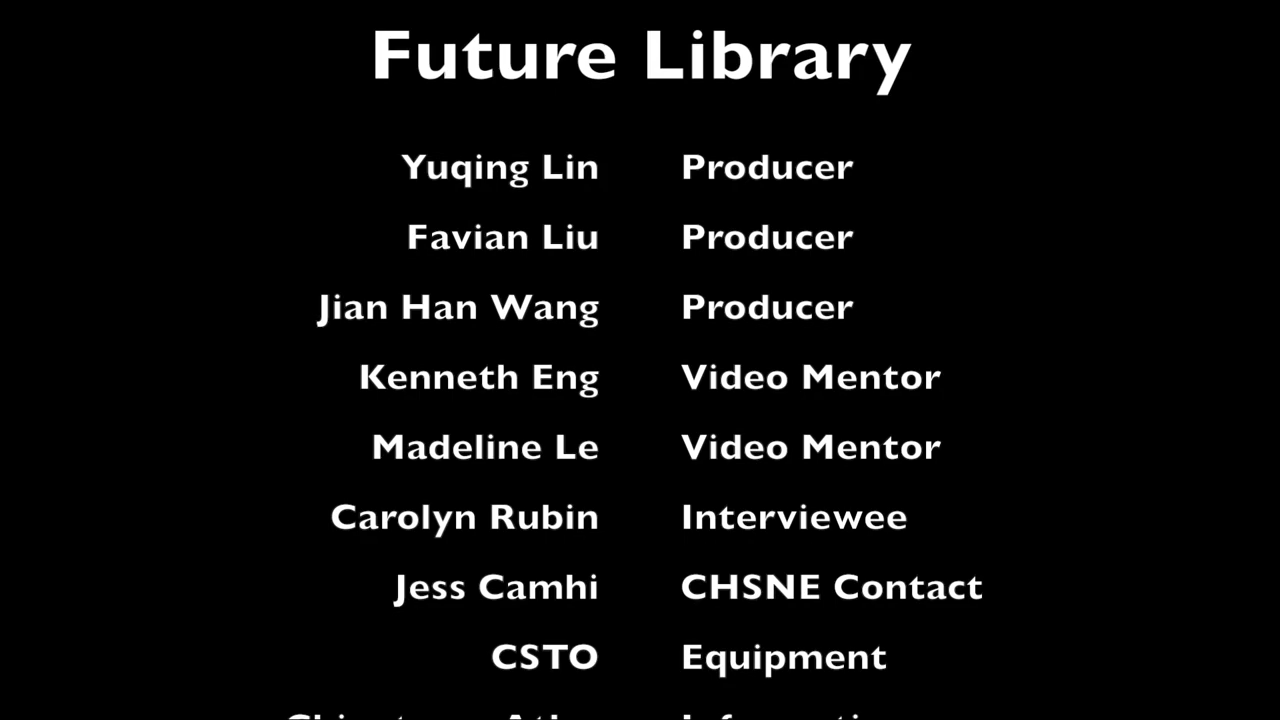 Future Library
Yuqing Lin Producer
Favian Liu Producer
Jian Han Wang Producer
Kenneth Eng Video Mentor
Madeline Le Video Mentor
Carolyn Rubin Interviewee
Jess Camhi CHSNE Contact
CSTO Equipment